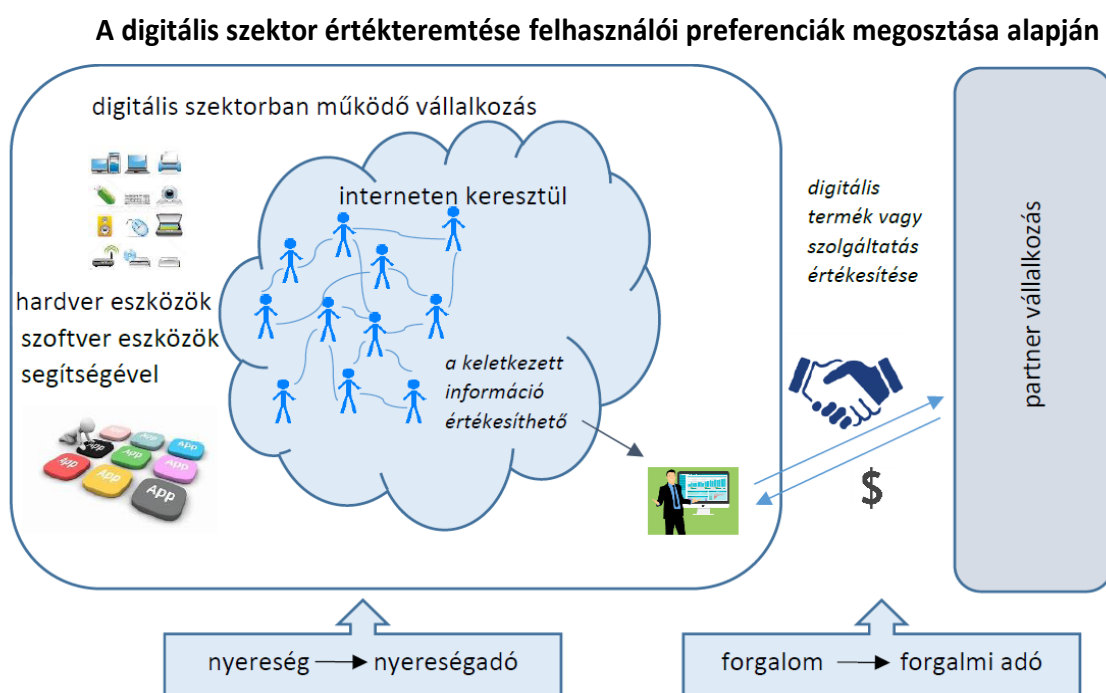 A digitális szektor értékteremtése felhasználói preferenciák megosztása alapján
digitális szektorban működő vállalkozás
interneten keresztül
hardver eszközök
szoftver eszközök
segítségével
a keletkezett
információ
értékesíthető
App
App
App
App
App
App
App
digitális
termék vagy
szolgáltatás
értékesítése
$
partner vállalkozás
nyereség → nyereségadó
forgalom → forgalmi adó